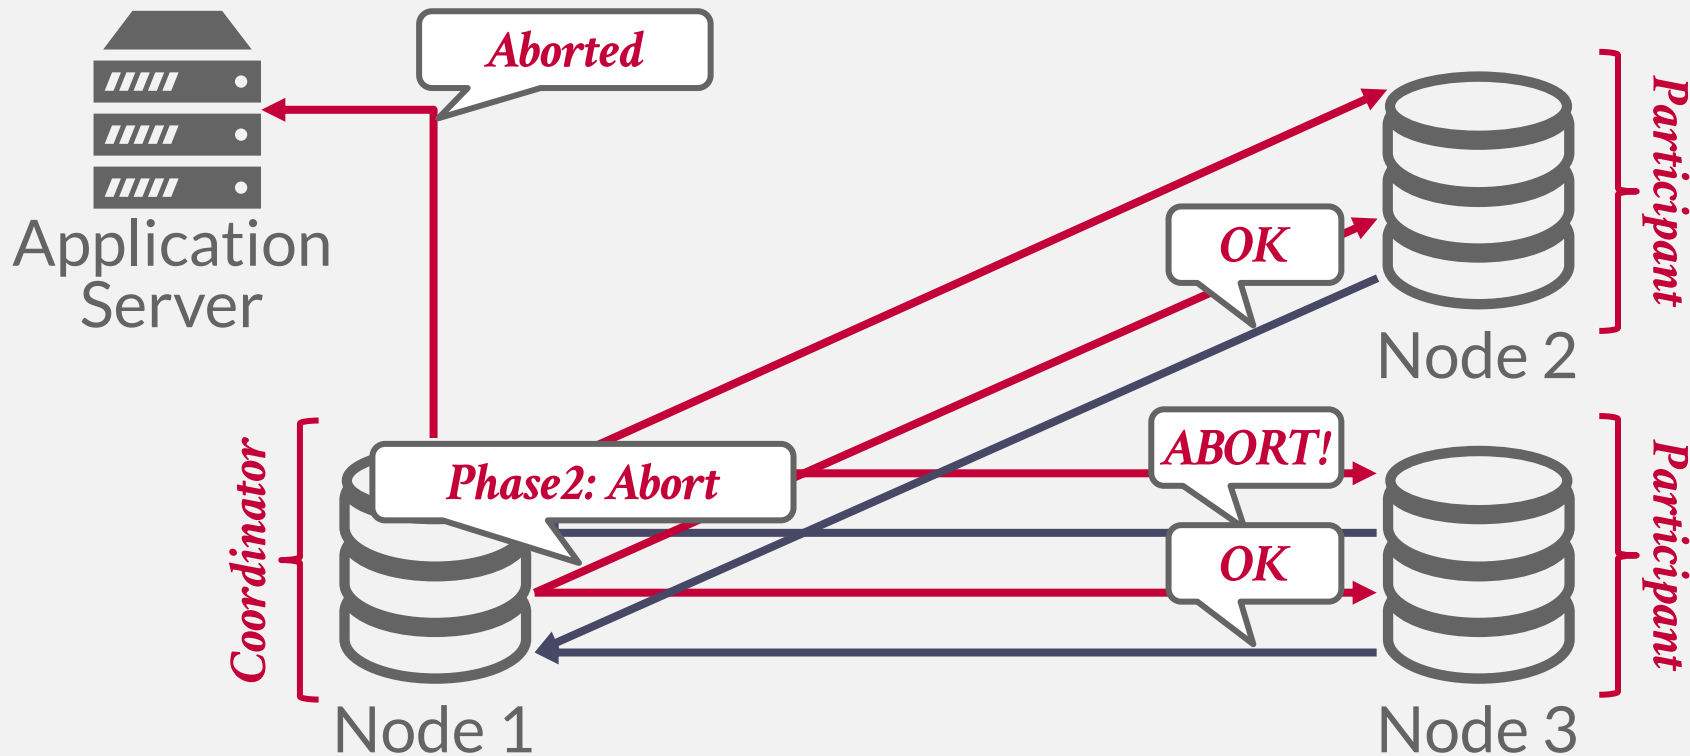 Aborted
Application
Server
OK
Participant
Node 2
Coordinator
Phase2: Abort
ABORT!
OK
Participant
Node 1
Node 3